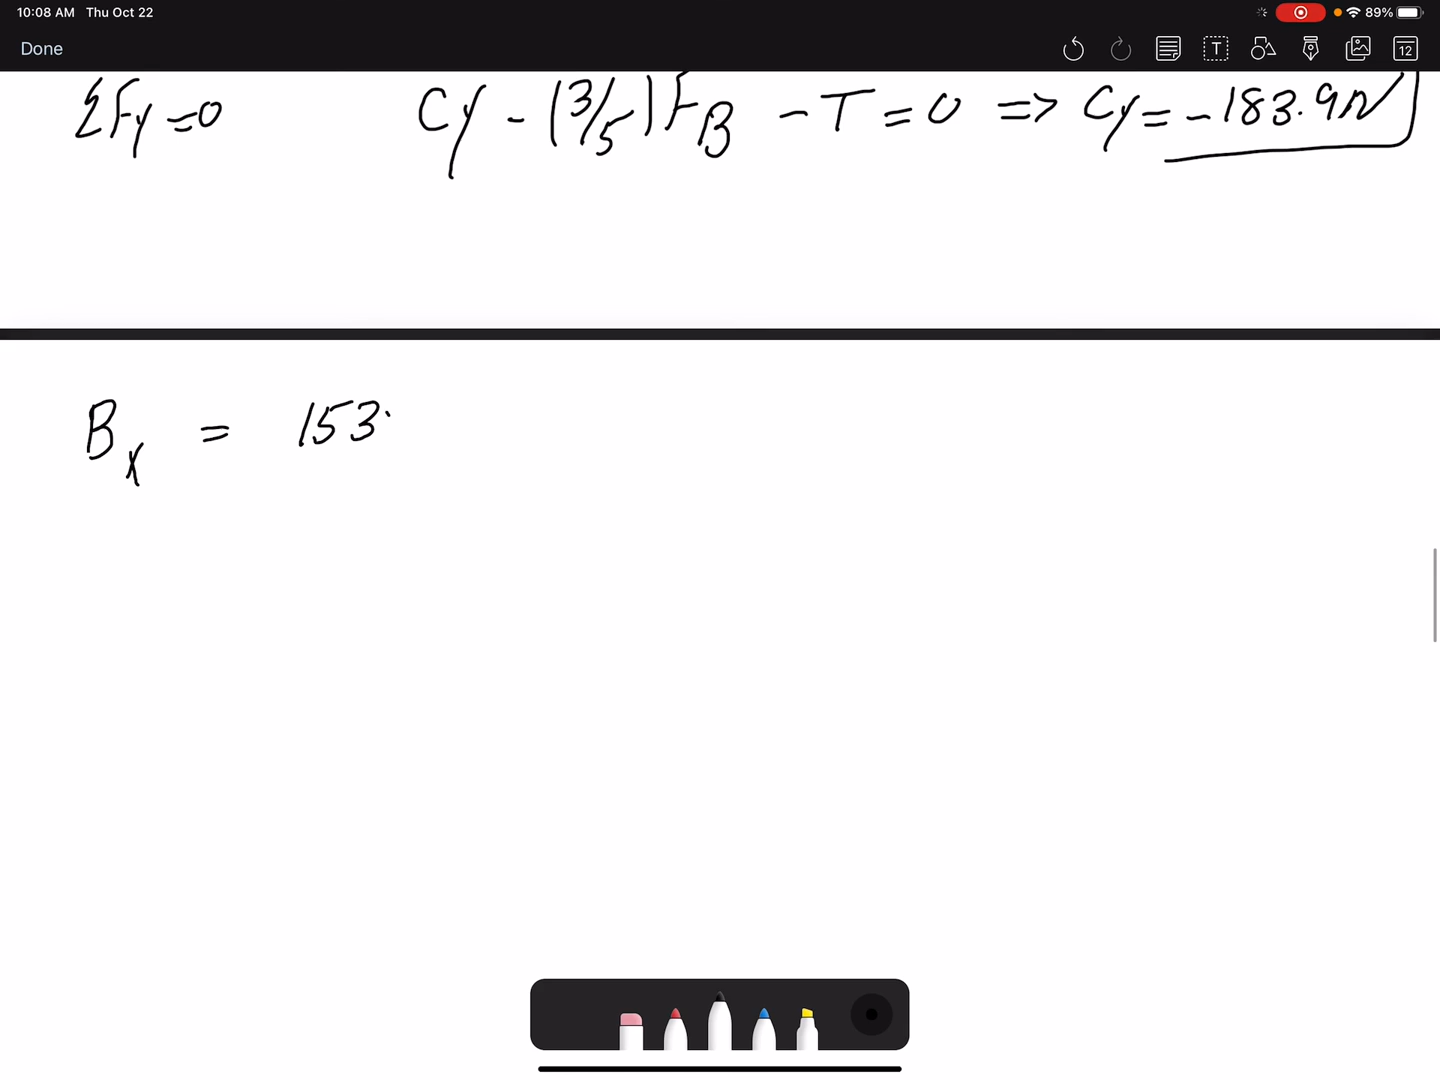 10:08 AM Thu Oct 22 89%
Done T 12
ΣFy=0 Cy - (3/5)FB - T = 0 => Cy = -183.9N
Bx = 153.